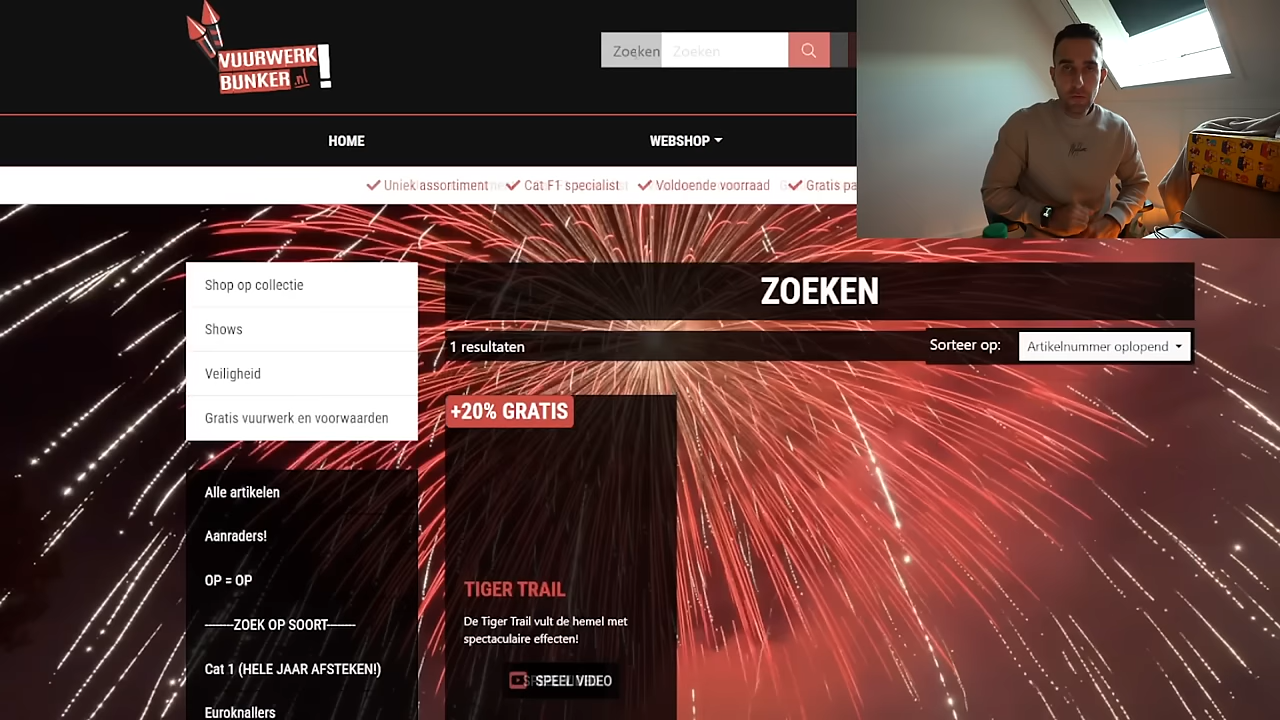 VUURWERK
BUNKER.nl
Zoeken
HOME
WEBSHOP
Uniek assortiment
Cat F1 specialist
Voldoende voorraad
Gratis pa
Shop op collectie
Shows
Veiligheid
Gratis vuurwerk en voorwaarden
Alle artikelen
Aanraders!
OP = OP
--------ZOEK OP SOORT--------
Cat 1 (HELE JAAR AFSTEKEN!)
Euroknallers
ZOEKEN
1 resultaten
Sorteer op:
Artikelnummer oplopend
+20% GRATIS
TIGER TRAIL
De Tiger Trail vult de hemel met
spectaculaire effecten!
SPEEL VIDEO